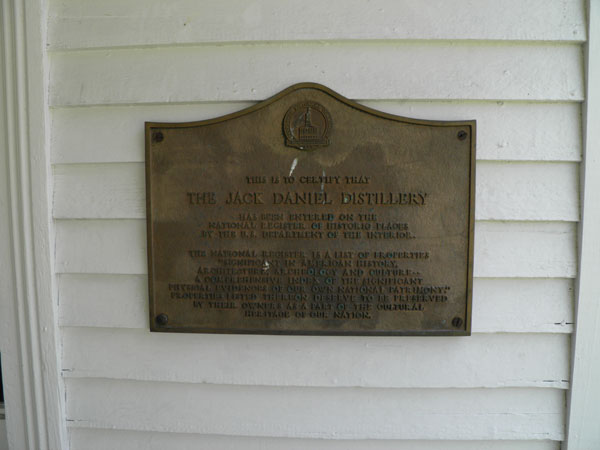 THIS IS TO CERTIFY THAT
THE JACK DANIEL DISTILLERY
HAS BEEN ENTERED ON THE
NATIONAL REGISTER OF HISTORIC PLACES
BY THE U.S. DEPARTMENT OF THE INTERIOR.
THE NATIONAL REGISTER IS A LIST OF PROPERTIES
"SIGNIFICANT IN AMERICAN HISTORY,
ARCHITECTURE, ARCHEOLOGY AND CULTURE--
A COMPREHENSIVE INDEX OF THE SIGNIFICANT
PHYSICAL EVIDENCES OF OUR OWN NATIONAL PATRIMONY."
PROPERTIES LISTED THEREON DESERVE TO BE PRESERVED
BY THEIR OWNERS AS A PART OF THE CULTURAL
HERITAGE OF OUR NATION.